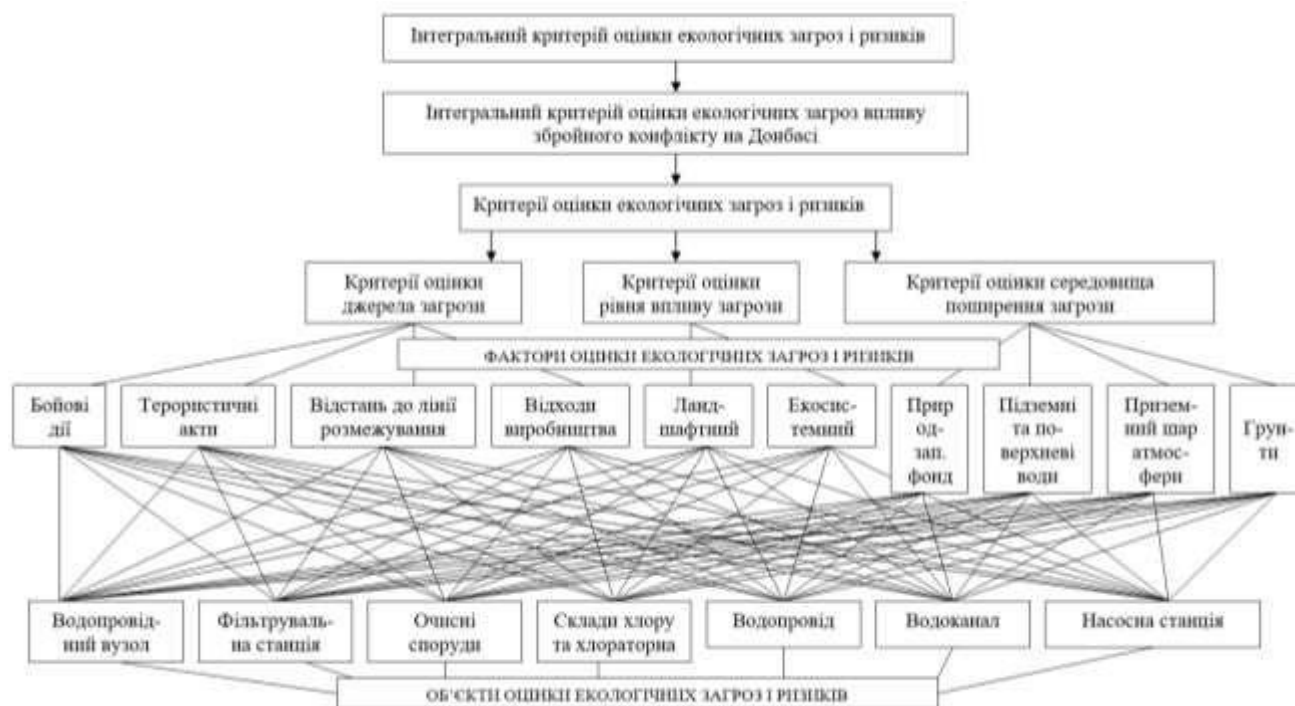 Інтегральний критерій оцінки екологічних загроз і ризиків
Інтегральний критерій оцінки екологічних загроз впливу
збройного конфлікту на Донбасі
Критерії оцінки екологічних загроз і ризиків
Критерії оцінки
джерела загрози
Критерії оцінки
рівня впливу загрози
Критерії оцінки середовища
поширення загрози
ФАКТОРИ ОЦІНКИ ЕКОЛОГІЧНИХ ЗАГРОЗ І РИЗИКІВ
Бойові
дії
Терористичні
акти
Відстань до лінії
розмежування
Відходи
виробництва
Ланд-
шафтний
Екосис-
темний
Прир
од-
зап.
фонд
Підземні
та по-
верхневі
води
Призем-
ний шар
атмос-
фери
Грун-
ти
Водопровід-
ний вузол
Фільтруваль-
на станція
Очисні
споруди
Склади хлору
та хлораторна
Водопровід
Водоканал
Насосна станція
ОБ'ЄКТИ ОЦІНКИ ЕКОЛОГІЧНИХ ЗАГРОЗ І РИЗИКІВ